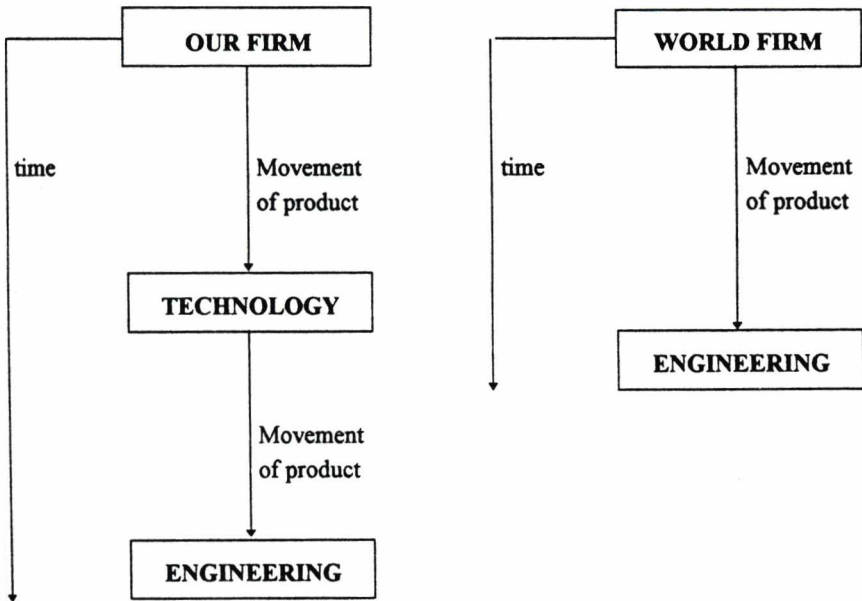 OUR FIRM
time
Movement
of product
TECHNOLOGY
Movement
of product
ENGINEERING
WORLD FIRM
time
Movement
of product
ENGINEERING